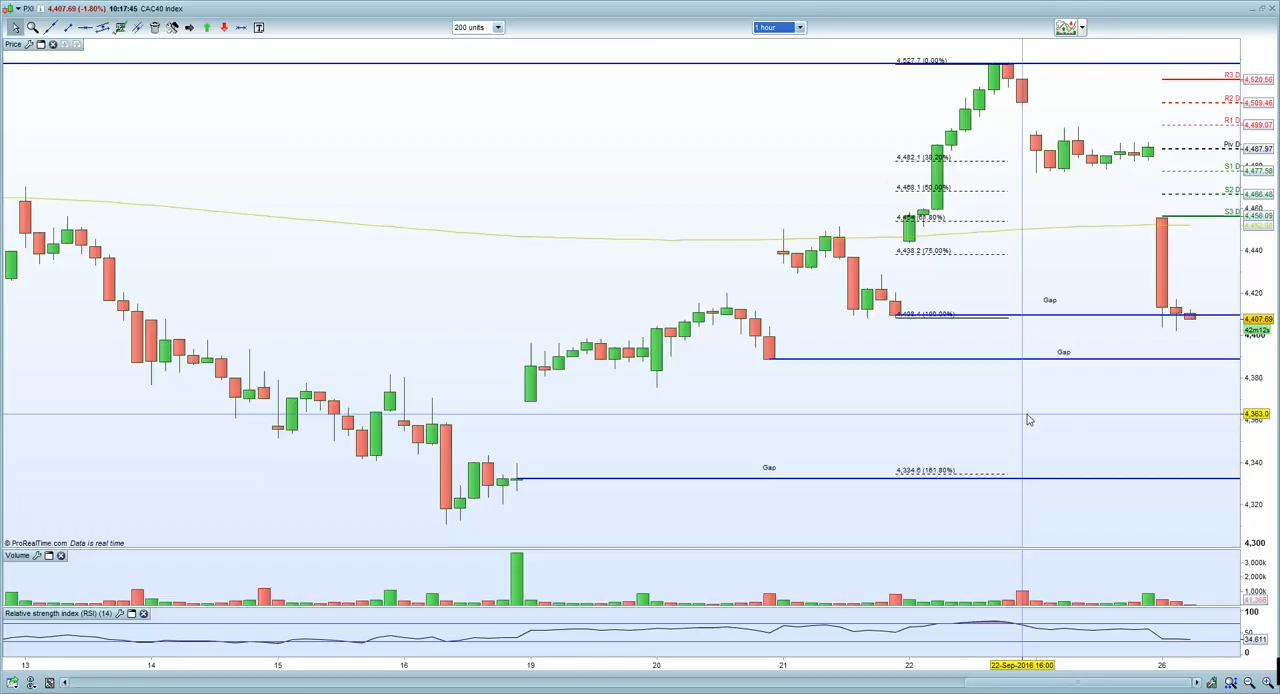 PXI 4,407.69 (-1.80%) 10:17:45 CAC40 Index
200 units 1 hour
Price
4,527.7 (0.00%)
R3 D 4,520.56
R2 D 4,509.46
R1 D 4,499.07
Piv D 4,487.97
4,482.1 (38.20%)
4,480
S1 D 4,477.58
4,468.1 (50.00%)
S2 D 4,466.48
4,460
S3 D 4,456.09
4,438.2 (75.00%)
4,440
4,420
Gap
4,407.69
42m12s
4,400
Gap
4,380
4,363.0
4,360
Gap
4,334.6 (161.80%)
4,340
4,320
© ProRealTime.com Data is real time
4,300
Volume
3,000k
2,000k
1,000k
Relative strength index (RSI) (14)
100
50
34.611
0
13 14 15 16 19 20 21 22 22-Sep-2016 16:00 26